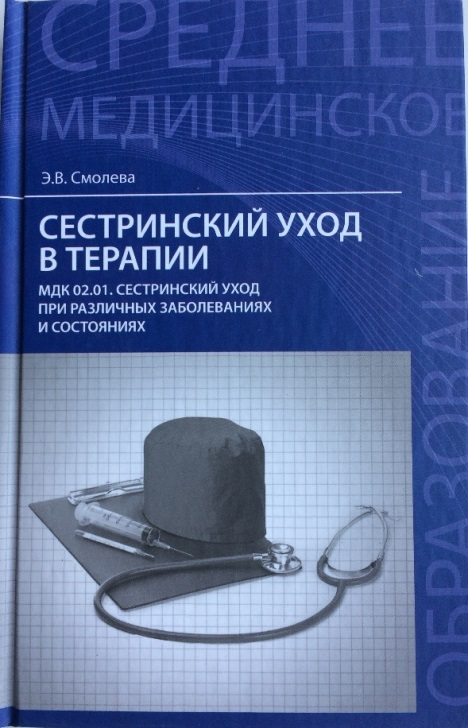 СРЕДНЕЕ
МЕДИЦИНСКОЕ
ОБРАЗОВАНИЕ
Э.В. Смолева
СЕСТРИНСКИЙ УХОД
В ТЕРАПИИ
МДК 02.01. СЕСТРИНСКИЙ УХОД
ПРИ РАЗЛИЧНЫХ ЗАБОЛЕВАНИЯХ
И СОСТОЯНИЯХ